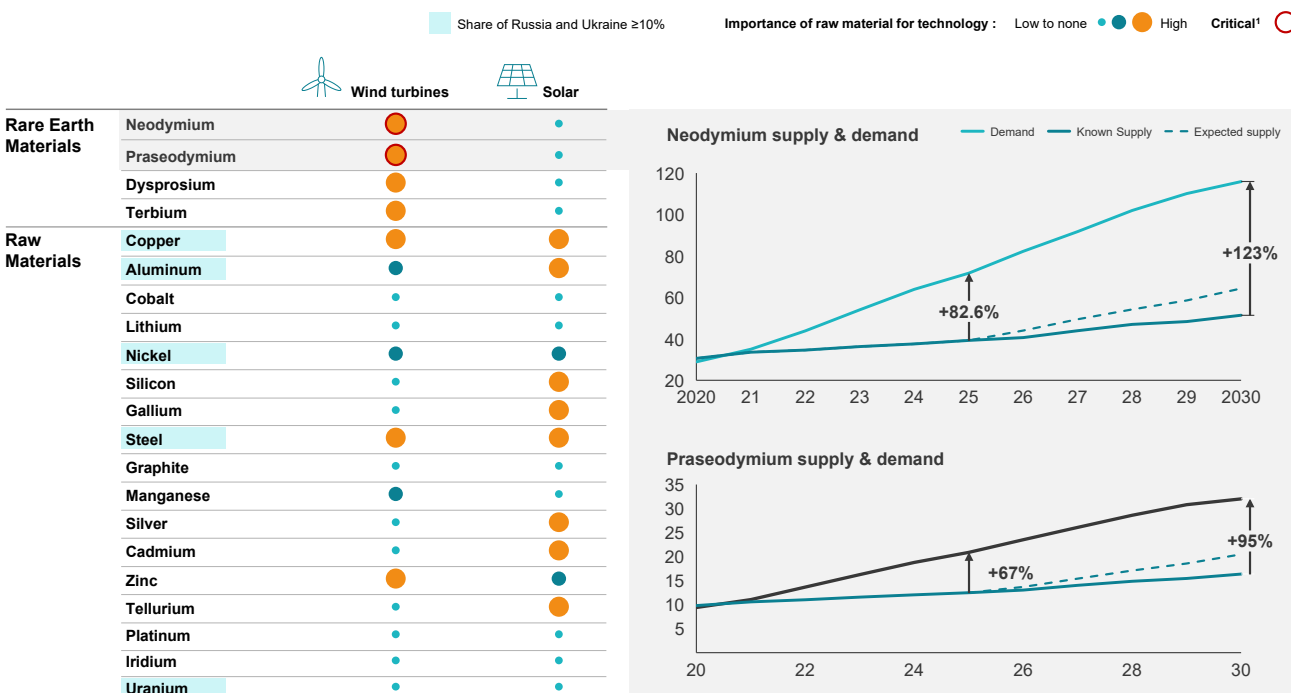 Share of Russia and Ukraine ≥10%
Importance of raw material for technology :
Low to none
High
Critical¹
Wind turbines
Solar
Rare Earth
Materials
Neodymium
Praseodymium
Dysprosium
Terbium
Raw
Materials
Copper
Aluminum
Cobalt
Lithium
Nickel
Silicon
Gallium
Steel
Graphite
Manganese
Silver
Cadmium
Zinc
Tellurium
Platinum
Iridium
Uranium
Neodymium supply & demand
Demand
Known Supply
Expected supply
120
100
80
60
40
20
+82.6%
+123%
2020 21 22 23 24 25 26 27 28 29 2030
Praseodymium supply & demand
35
30
25
20
15
10
5
+67%
+95%
20 22 24 26 28 30